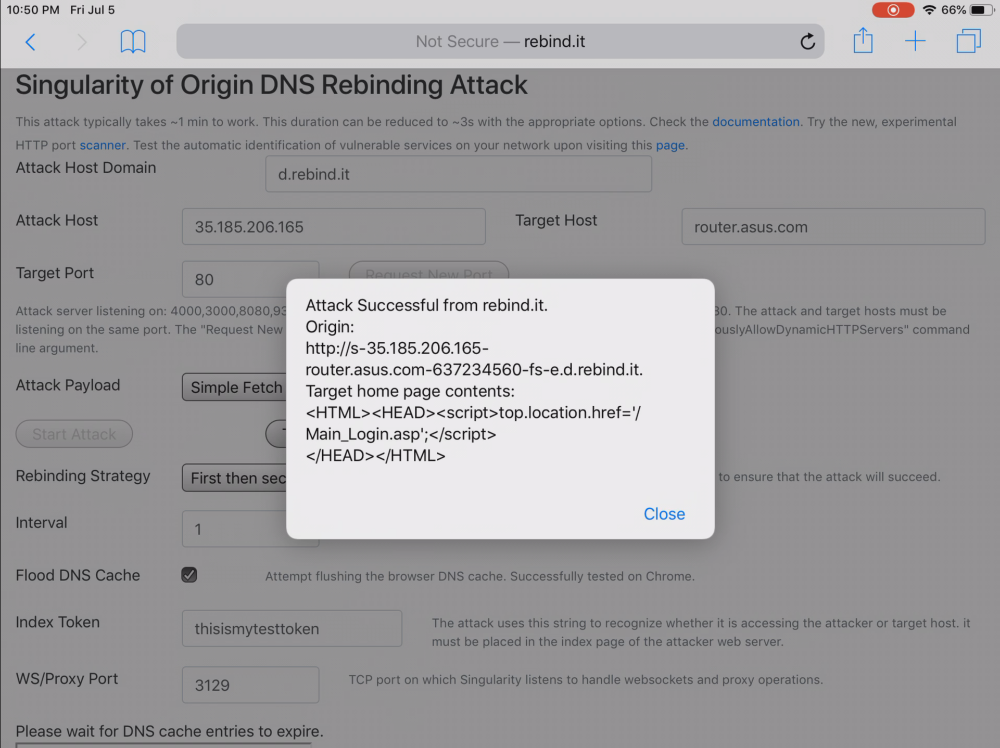 10:50 PM Fri Jul 5
66%
Not Secure — rebind.it
Singularity of Origin DNS Rebinding Attack
This attack typically takes ~1 min to work. This duration can be reduced to ~3s with the appropriate options. Check the documentation. Try the new, experimental
HTTP port scanner. Test the automatic identification of vulnerable services on your network upon visiting this page.
Attack Host Domain
d.rebind.it
Attack Host
35.185.206.165
Target Host
router.asus.com
Target Port
80
Request New Port
Attack server listening on: 4000,3000,8080,93
30. The attack and target hosts must be
listening on the same port. The "Request New
ouslyAllowDynamicHTTPServers" command
line argument.
Attack Payload
Simple Fetch
Start Attack
Rebinding Strategy
First then sec
to ensure that the attack will succeed.
Attack Successful from rebind.it.
Origin:
http://s-35.185.206.165-
router.asus.com-637234560-fs-e.d.rebind.it.
Target home page contents:
<HTML><HEAD><script>top.location.href='/
Main_Login.asp';</script>
</HEAD></HTML>
Close
Interval
1
Flood DNS Cache
Attempt flushing the browser DNS cache. Successfully tested on Chrome.
Index Token
thisismytesttoken
The attack uses this string to recognize whether it is accessing the attacker or target host. it
must be placed in the index page of the attacker web server.
WS/Proxy Port
3129
TCP port on which Singularity listens to handle websockets and proxy operations.
Please wait for DNS cache entries to expire.